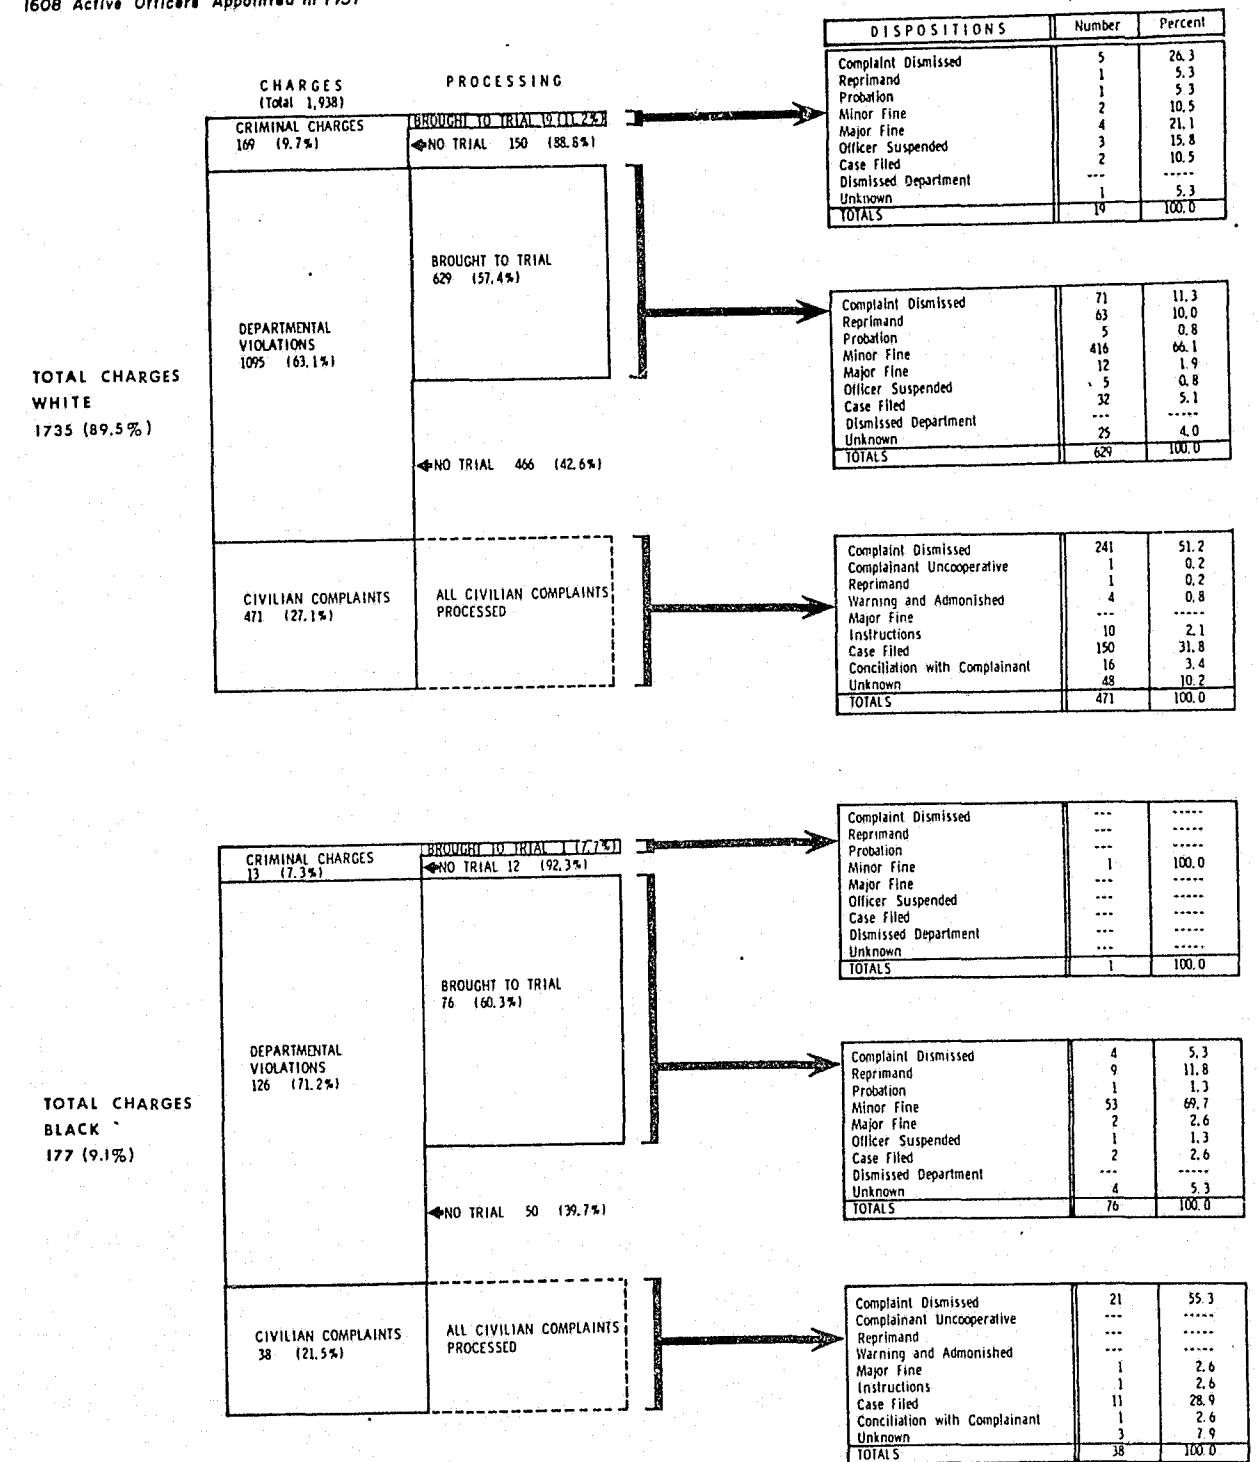 1608 Active Officers Appointed in 1957
CHARGES
(Total 1,938)
PROCESSING
DISPOSITIONS Number Percent
TOTAL CHARGES
WHITE
1735 (89.5%)
CRIMINAL CHARGES
169 (9.7%)
BROUGHT TO TRIAL 19 (11.2%)
NO TRIAL 150 (88.8%)
Complaint Dismissed 5 26.3
Reprimand 1 5.3
Probation 1 5.3
Minor Fine 2 10.5
Major Fine 4 21.1
Officer Suspended 3 15.8
Case Filed 2 10.5
Dismissed Department --- -----
Unknown 1 5.3
TOTALS 19 100.0
DEPARTMENTAL
VIOLATIONS
1095 (63.1%)
BROUGHT TO TRIAL
629 (57.4%)
NO TRIAL 466 (42.6%)
Complaint Dismissed 71 11.3
Reprimand 63 10.0
Probation 5 0.8
Minor Fine 416 66.1
Major Fine 12 1.9
Officer Suspended 5 0.8
Case Filed 32 5.1
Dismissed Department --- -----
Unknown 25 4.0
TOTALS 629 100.0
CIVILIAN COMPLAINTS
471 (27.1%)
ALL CIVILIAN COMPLAINTS
PROCESSED
Complaint Dismissed 241 51.2
Complainant Uncooperative 1 0.2
Reprimand 1 0.2
Warning and Admonished 4 0.8
Major Fine --- -----
Instructions 10 2.1
Case Filed 150 31.8
Conciliation with Complainant 16 3.4
Unknown 48 10.2
TOTALS 471 100.0
TOTAL CHARGES
BLACK
177 (9.1%)
CRIMINAL CHARGES
13 (7.3%)
BROUGHT TO TRIAL 1 (7.7%)
NO TRIAL 12 (92.3%)
Complaint Dismissed --- -----
Reprimand --- -----
Probation --- -----
Minor Fine 1 100.0
Major Fine --- -----
Officer Suspended --- -----
Case Filed --- -----
Dismissed Department --- -----
Unknown --- -----
TOTALS 1 100.0
DEPARTMENTAL
VIOLATIONS
126 (71.2%)
BROUGHT TO TRIAL
76 (60.3%)
NO TRIAL 50 (39.7%)
Complaint Dismissed 4 5.3
Reprimand 9 11.8
Probation 1 1.3
Minor Fine 53 69.7
Major Fine 2 2.6
Officer Suspended 1 1.3
Case Filed 2 2.6
Dismissed Department --- -----
Unknown 4 5.3
TOTALS 76 100.0
CIVILIAN COMPLAINTS
38 (21.5%)
ALL CIVILIAN COMPLAINTS
PROCESSED
Complaint Dismissed 21 55.3
Complainant Uncooperative --- -----
Reprimand --- -----
Warning and Admonished --- -----
Major Fine 1 2.6
Instructions 1 2.6
Case Filed 11 28.9
Conciliation with Complainant 1 2.6
Unknown 3 7.9
TOTALS 38 100.0